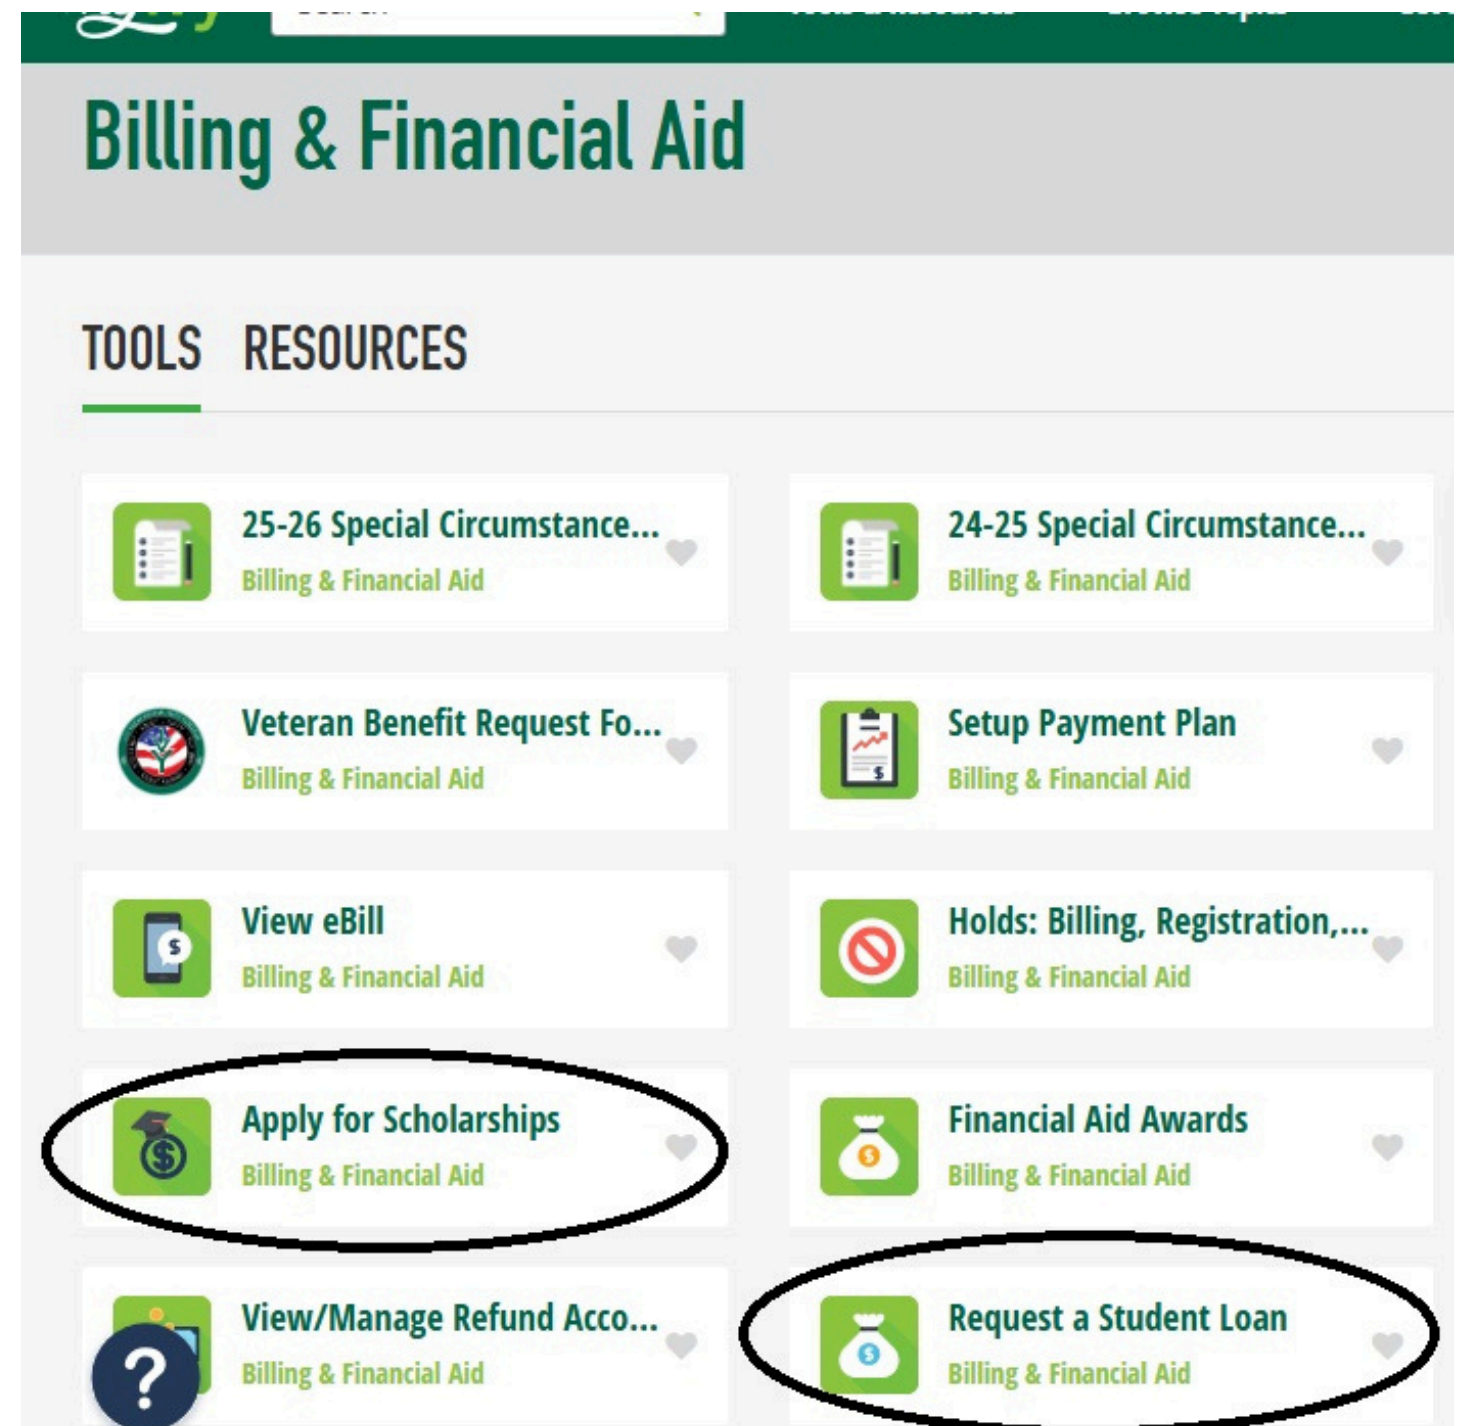 Billing & Financial Aid
TOOLS RESOURCES
25-26 Special Circumstance...
Billing & Financial Aid
24-25 Special Circumstance...
Billing & Financial Aid
Veteran Benefit Request Fo...
Billing & Financial Aid
Setup Payment Plan
Billing & Financial Aid
View eBill
Billing & Financial Aid
Holds: Billing, Registration,...
Billing & Financial Aid
Apply for Scholarships
Billing & Financial Aid
Financial Aid Awards
Billing & Financial Aid
View/Manage Refund Acco...
Billing & Financial Aid
Request a Student Loan
Billing & Financial Aid
?